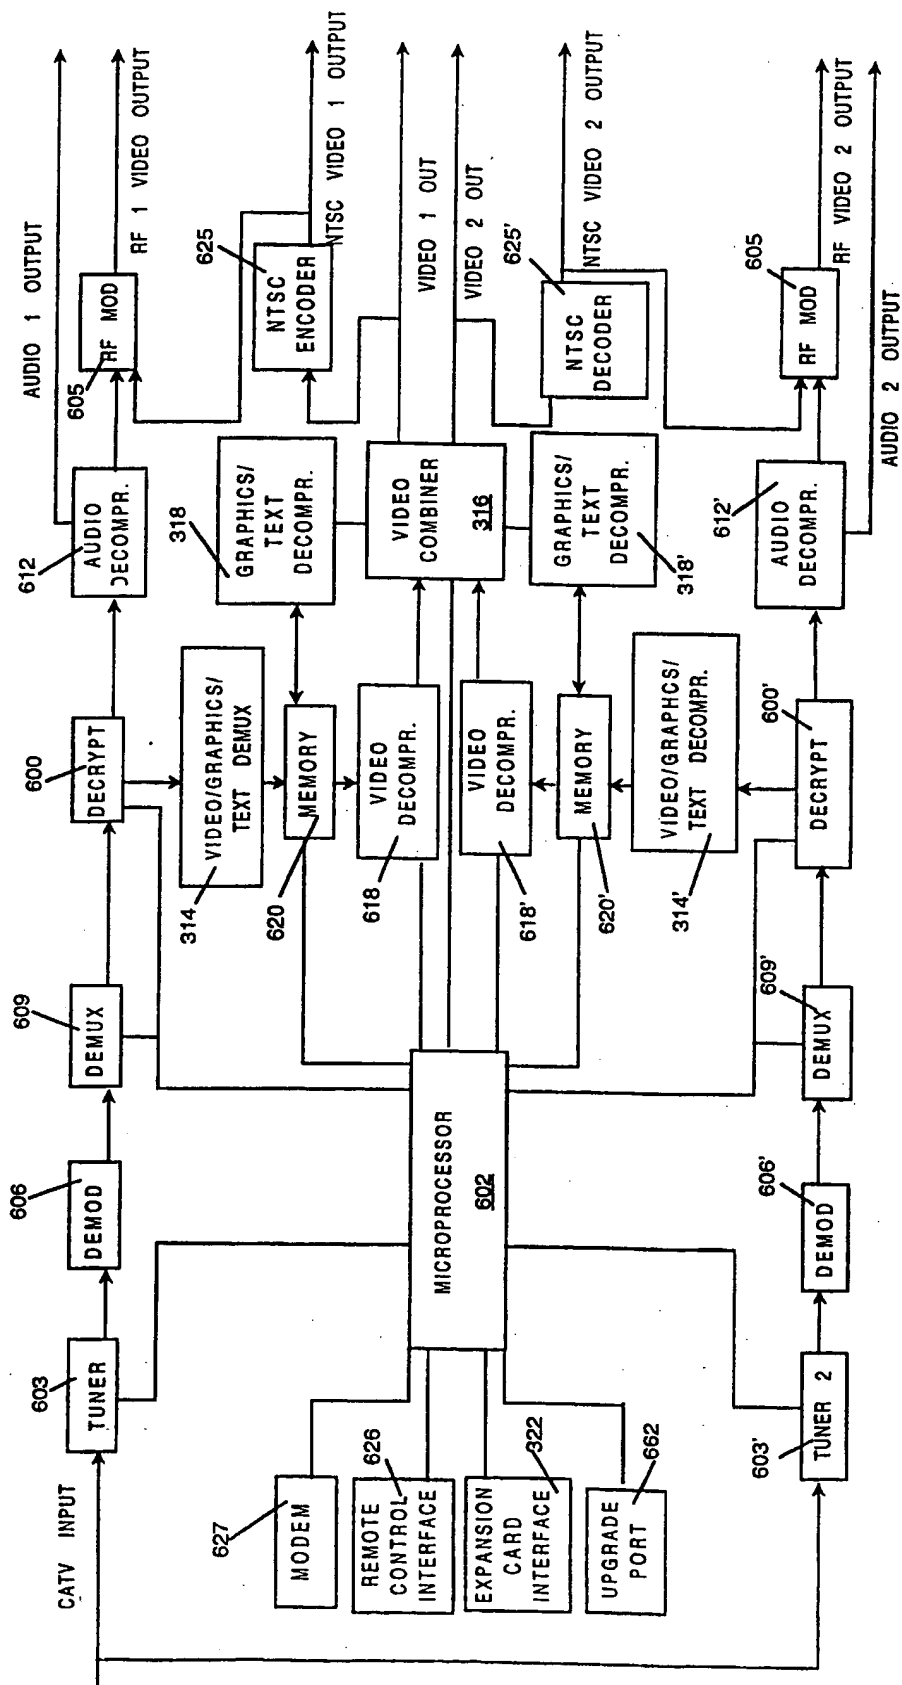 CATV INPUT
603
TUNER
606
DEMOD
609
DEMUX
600
DECRYPT
612
AUDIO
DECOMPR.
605
RF MOD
AUDIO 1 OUTPUT
RF 1 VIDEO OUTPUT
314
VIDEO/GRAPHICS/
TEXT DEMUX
318
GRAPHICS/
TEXT
DECOMPR.
625
NTSC
ENCODER
NTSC VIDEO 1 OUTPUT
620
MEMORY
618
VIDEO
DECOMPR.
VIDEO
COMBINER
316
VIDEO 1 OUT
VIDEO 2 OUT
627
MODEM
626
REMOTE
CONTROL
INTERFACE
322
EXPANSION
CARD
INTERFACE
662
UPGRADE
PORT
MICROPROCESSOR
602
618'
VIDEO
DECOMPR.
620'
MEMORY
318'
GRAPHICS/
TEXT
DECOMPR.
625'
NTSC
DECODER
NTSC VIDEO 2 OUTPUT
314'
VIDEO/GRAPHCS/
TEXT DECOMPR.
603'
TUNER 2
606'
DEMOD
609'
DEMUX
600'
DECRYPT
612'
AUDIO
DECOMPR.
605
RF MOD
RF VIDEO 2 OUTPUT
AUDIO 2 OUTPUT